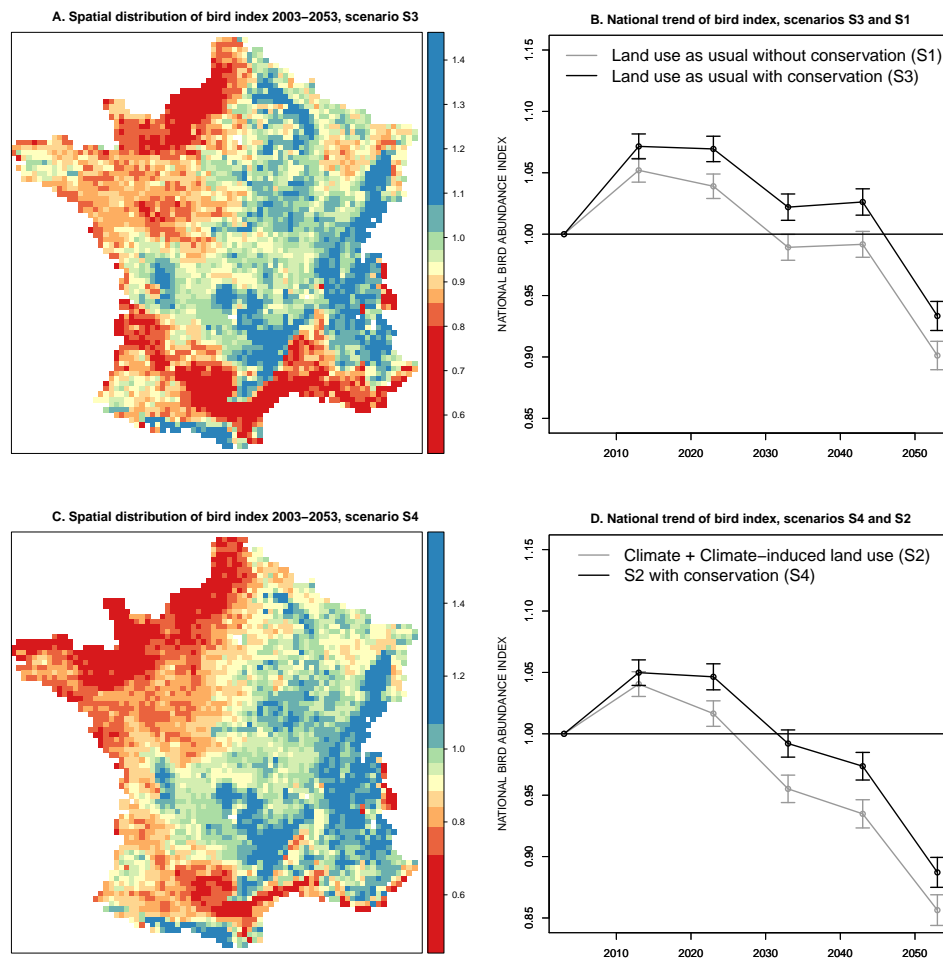 A. Spatial distribution of bird index 2003–2053, scenario S3
1.4
1.3
1.2
1.1
1.0
0.9
0.8
0.7
0.6
B. National trend of bird index, scenarios S3 and S1
Land use as usual without conservation (S1)
Land use as usual with conservation (S3)
NATIONAL BIRD ABUNDANCE INDEX
1.15
1.10
1.05
1.00
0.95
0.90
0.85
2010 2020 2030 2040 2050
C. Spatial distribution of bird index 2003–2053, scenario S4
1.4
1.2
1.0
0.8
0.6
D. National trend of bird index, scenarios S4 and S2
Climate + Climate–induced land use (S2)
S2 with conservation (S4)
NATIONAL BIRD ABUNDANCE INDEX
1.15
1.10
1.05
1.00
0.95
0.90
0.85
2010 2020 2030 2040 2050